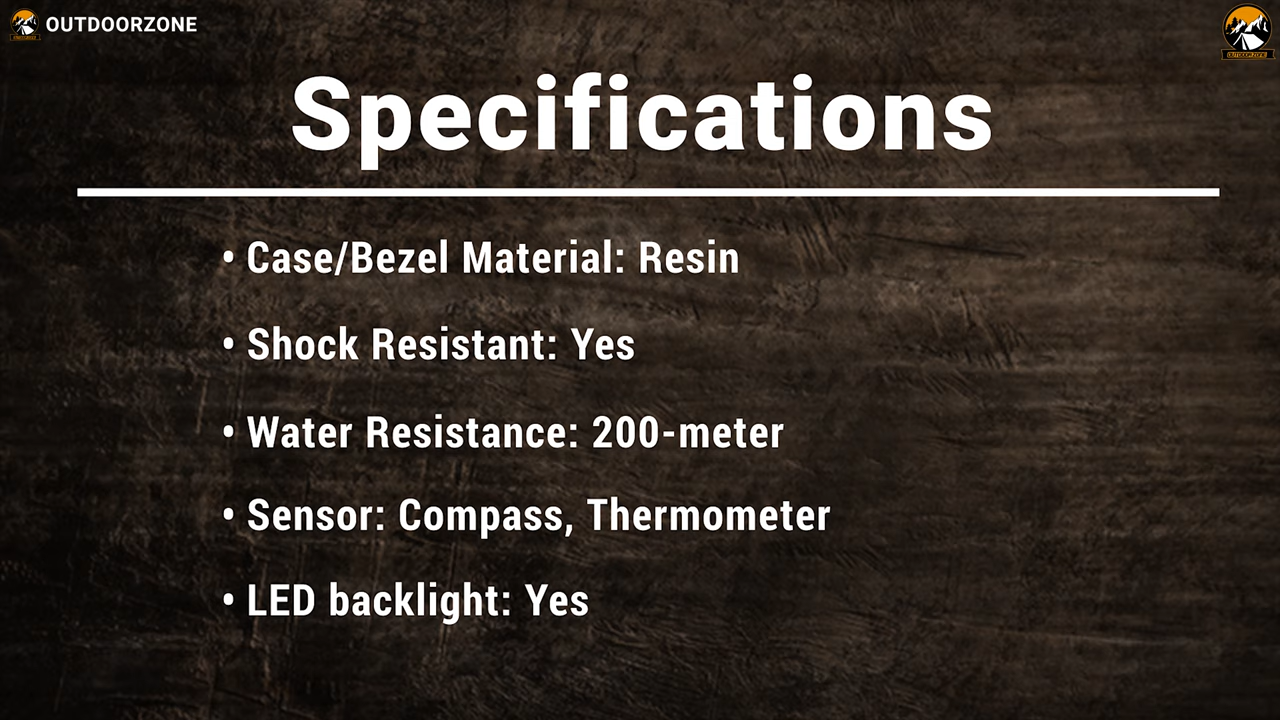 OUTDOORZONE
OUTDOORZONE
Specifications
• Case/Bezel Material: Resin
• Shock Resistant: Yes
• Water Resistance: 200-meter
• Sensor: Compass, Thermometer
• LED backlight: Yes